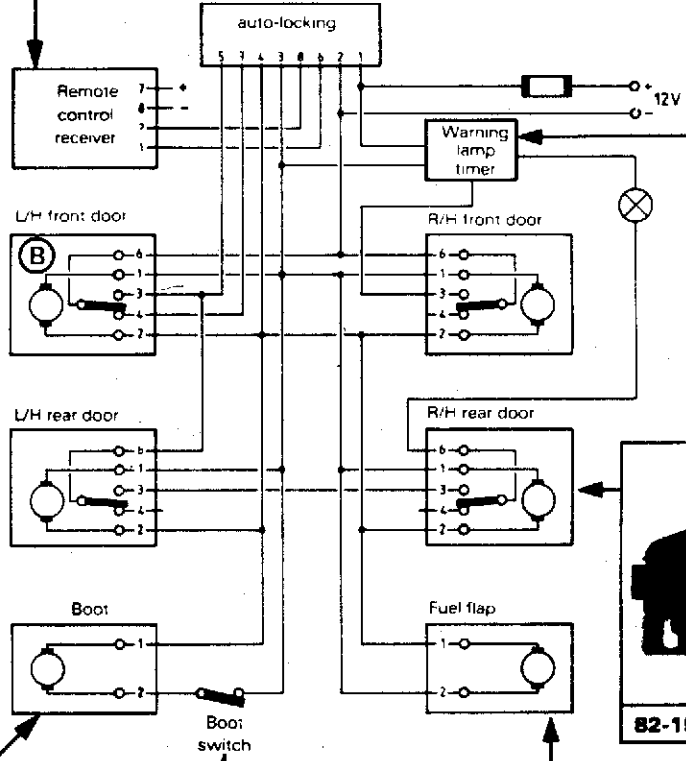 auto-locking
5 7 4 3 8 6 2 1
Remote
control
receiver
7 +
8 -
2
1
+
12V
-
Warning
lamp
timer
L/H front door
B
6
1
3
4
2
R/H front door
6
1
3
4
2
L/H rear door
6
1
3
4
2
R/H rear door
6
1
3
4
2
Boot
1
2
Boot
switch
Fuel flap
1
2